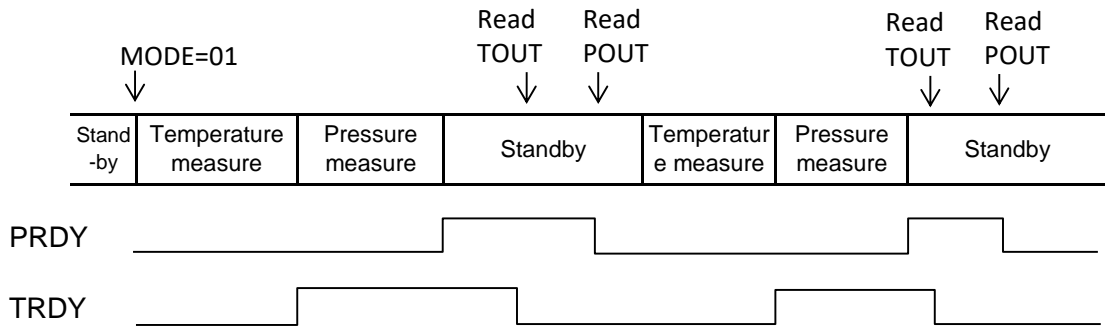 Read
TOUT
Read
POUT
Read
TOUT
Read
POUT
MODE=01
Stand
-by
Temperature
measure
Pressure
measure
Standby
Temperatur
e measure
Pressure
measure
Standby
PRDY
TRDY